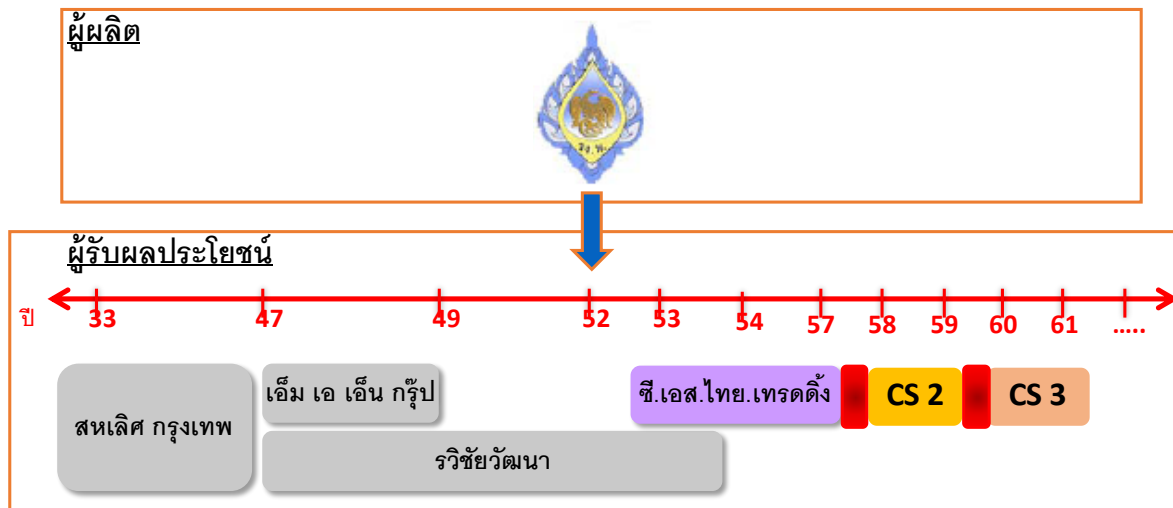 ผู้ผลิต
ผู้รับผลประโยชน์
ปี
33 47 49 52 53 54 57 58 59 60 61 .....
สหเลิศ กรุงเทพ
เอ็ม เอ เอ็น กรุ๊ป
รวิชัยวัฒนา
ซี.เอส.ไทย.เทรดดิ้ง
CS 2
CS 3